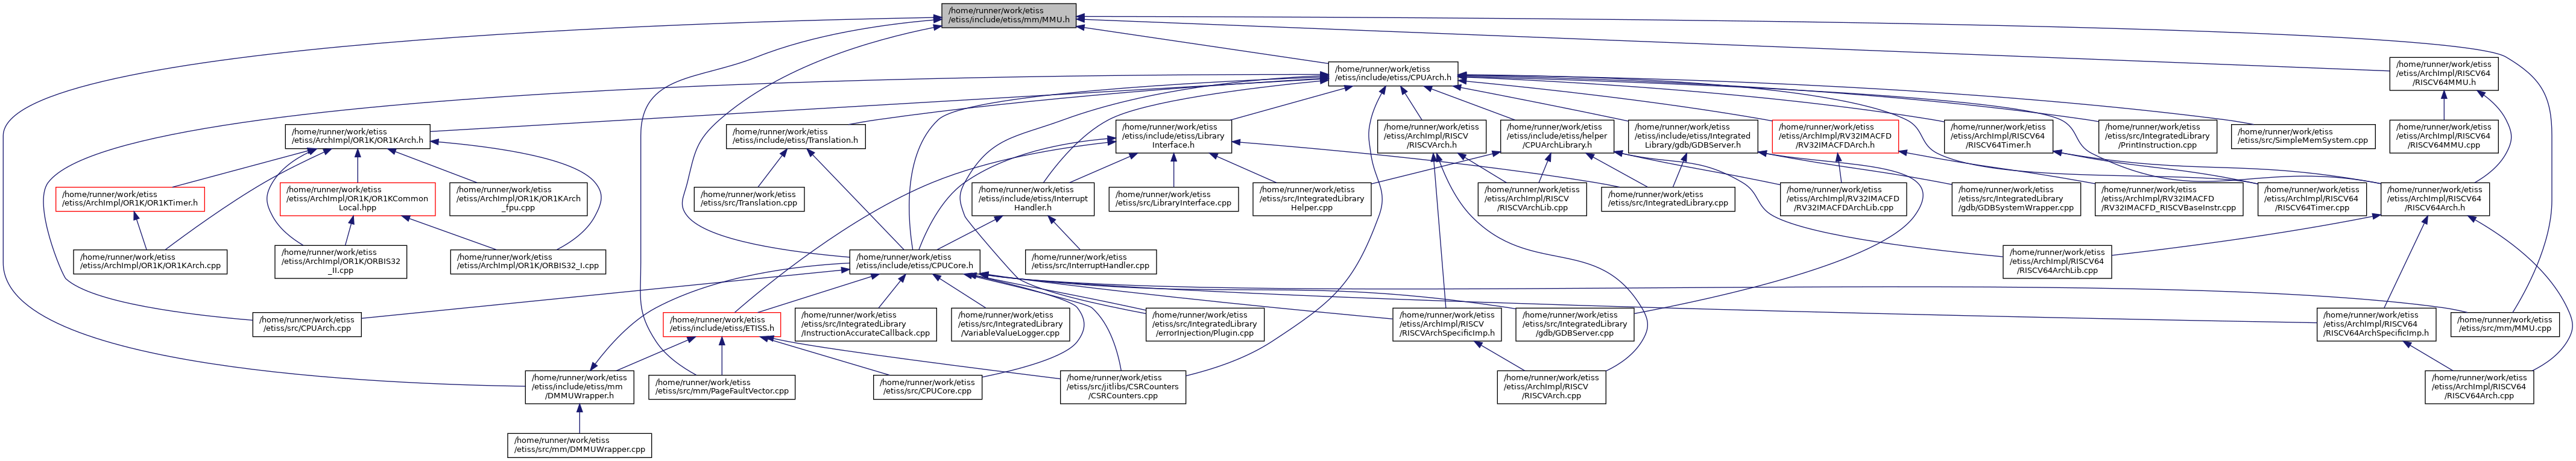 /home/runner/work/etiss
/etiss/include/etiss/mm/MMU.h
/home/runner/work/etiss
/etiss/include/etiss/CPUArch.h
/home/runner/work/etiss
/etiss/ArchImpl/RISCV64
/RISCV64MMU.h
/home/runner/work/etiss
/etiss/ArchImpl/OR1K/OR1KArch.h
/home/runner/work/etiss
/etiss/include/etiss/Translation.h
/home/runner/work/etiss
/etiss/include/etiss/Library
Interface.h
/home/runner/work/etiss
/etiss/ArchImpl/RISCV
/RISCVArch.h
/home/runner/work/etiss
/etiss/include/etiss/helper
/CPUArchLibrary.h
/home/runner/work/etiss
/etiss/include/etiss/Integrated
Library/gdb/GDBServer.h
/home/runner/work/etiss
/etiss/ArchImpl/RV32IMACFD
/RV32IMACFDArch.h
/home/runner/work/etiss
/etiss/ArchImpl/RISCV64
/RISCV64Timer.h
/home/runner/work/etiss
/etiss/src/IntegratedLibrary
/PrintInstruction.cpp
/home/runner/work/etiss
/etiss/src/SimpleMemSystem.cpp
/home/runner/work/etiss
/etiss/ArchImpl/RISCV64
/RISCV64MMU.cpp
/home/runner/work/etiss
/etiss/ArchImpl/OR1K/OR1KTimer.h
/home/runner/work/etiss
/etiss/ArchImpl/OR1K/OR1KCommon
Local.hpp
/home/runner/work/etiss
/etiss/ArchImpl/OR1K/OR1KArch
_fpu.cpp
/home/runner/work/etiss
/etiss/src/Translation.cpp
/home/runner/work/etiss
/etiss/include/etiss/Interrupt
Handler.h
/home/runner/work/etiss
/etiss/src/LibraryInterface.cpp
/home/runner/work/etiss
/etiss/src/IntegratedLibrary
Helper.cpp
/home/runner/work/etiss
/etiss/ArchImpl/RISCV
/RISCVArchLib.cpp
/home/runner/work/etiss
/etiss/src/IntegratedLibrary.cpp
/home/runner/work/etiss
/etiss/ArchImpl/RV32IMACFD
/RV32IMACFDArchLib.cpp
/home/runner/work/etiss
/etiss/src/IntegratedLibrary
/gdb/GDBSystemWrapper.cpp
/home/runner/work/etiss
/etiss/ArchImpl/RV32IMACFD
/RV32IMACFD_RISCVBaseInstr.cpp
/home/runner/work/etiss
/etiss/ArchImpl/RISCV64
/RISCV64Timer.cpp
/home/runner/work/etiss
/etiss/ArchImpl/RISCV64
/RISCV64Arch.h
/home/runner/work/etiss
/etiss/ArchImpl/OR1K/OR1KArch.cpp
/home/runner/work/etiss
/etiss/ArchImpl/OR1K/ORBIS32
_II.cpp
/home/runner/work/etiss
/etiss/ArchImpl/OR1K/ORBIS32_I.cpp
/home/runner/work/etiss
/etiss/include/etiss/CPUCore.h
/home/runner/work/etiss
/etiss/src/InterruptHandler.cpp
/home/runner/work/etiss
/etiss/ArchImpl/RISCV64
/RISCV64ArchLib.cpp
/home/runner/work/etiss
/etiss/src/CPUArch.cpp
/home/runner/work/etiss
/etiss/include/etiss/ETISS.h
/home/runner/work/etiss
/etiss/src/IntegratedLibrary
/InstructionAccurateCallback.cpp
/home/runner/work/etiss
/etiss/src/IntegratedLibrary
/VariableValueLogger.cpp
/home/runner/work/etiss
/etiss/src/IntegratedLibrary
/errorInjection/Plugin.cpp
/home/runner/work/etiss
/etiss/ArchImpl/RISCV
/RISCVArchSpecificImp.h
/home/runner/work/etiss
/etiss/src/IntegratedLibrary
/gdb/GDBServer.cpp
/home/runner/work/etiss
/etiss/ArchImpl/RISCV64
/RISCV64ArchSpecificImp.h
/home/runner/work/etiss
/etiss/src/mm/MMU.cpp
/home/runner/work/etiss
/etiss/include/etiss/mm
/DMMUWrapper.h
/home/runner/work/etiss
/etiss/src/mm/PageFaultVector.cpp
/home/runner/work/etiss
/etiss/src/CPUCore.cpp
/home/runner/work/etiss
/etiss/src/jitlibs/CSRCounters
/CSRCounters.cpp
/home/runner/work/etiss
/etiss/ArchImpl/RISCV
/RISCVArch.cpp
/home/runner/work/etiss
/etiss/ArchImpl/RISCV64
/RISCV64Arch.cpp
/home/runner/work/etiss
/etiss/src/mm/DMMUWrapper.cpp